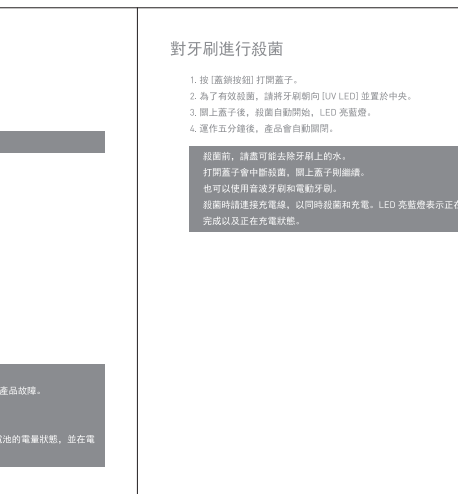 對牙刷進行殺菌
1. 按 [蓋鎖按鈕] 打開蓋子。
2. 為了有效殺菌，請將牙刷朝向 [UV LED] 並置於中央。
3. 關上蓋子後，殺菌自動開始，LED 亮藍燈。
4. 運作五分鐘後，產品會自動關閉。
殺菌前，請盡可能去除牙刷上的水。
打開蓋子會中斷殺菌，關上蓋子則繼續。
也可以使用音波牙刷和電動牙刷。
殺菌時請連接充電線，以同時殺菌和充電。LED 亮藍燈表示正在
完成以及正在充電狀態。
產品故障。
池的電量狀態，並在電